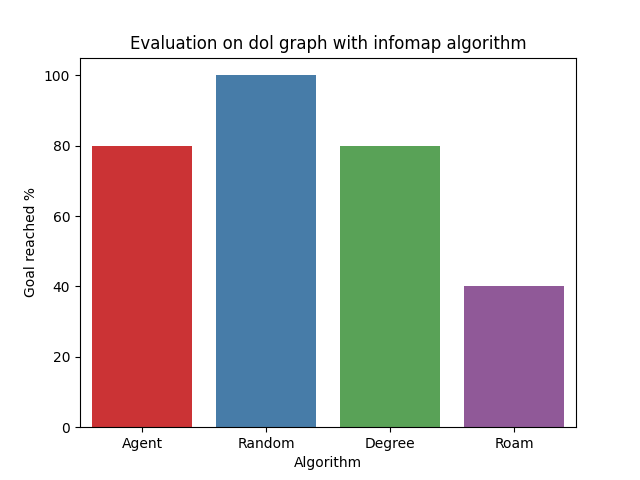 Evaluation on dol graph with infomap algorithm
Goal reached %
100
80
60
40
20
0
Agent Random Degree Roam
Algorithm